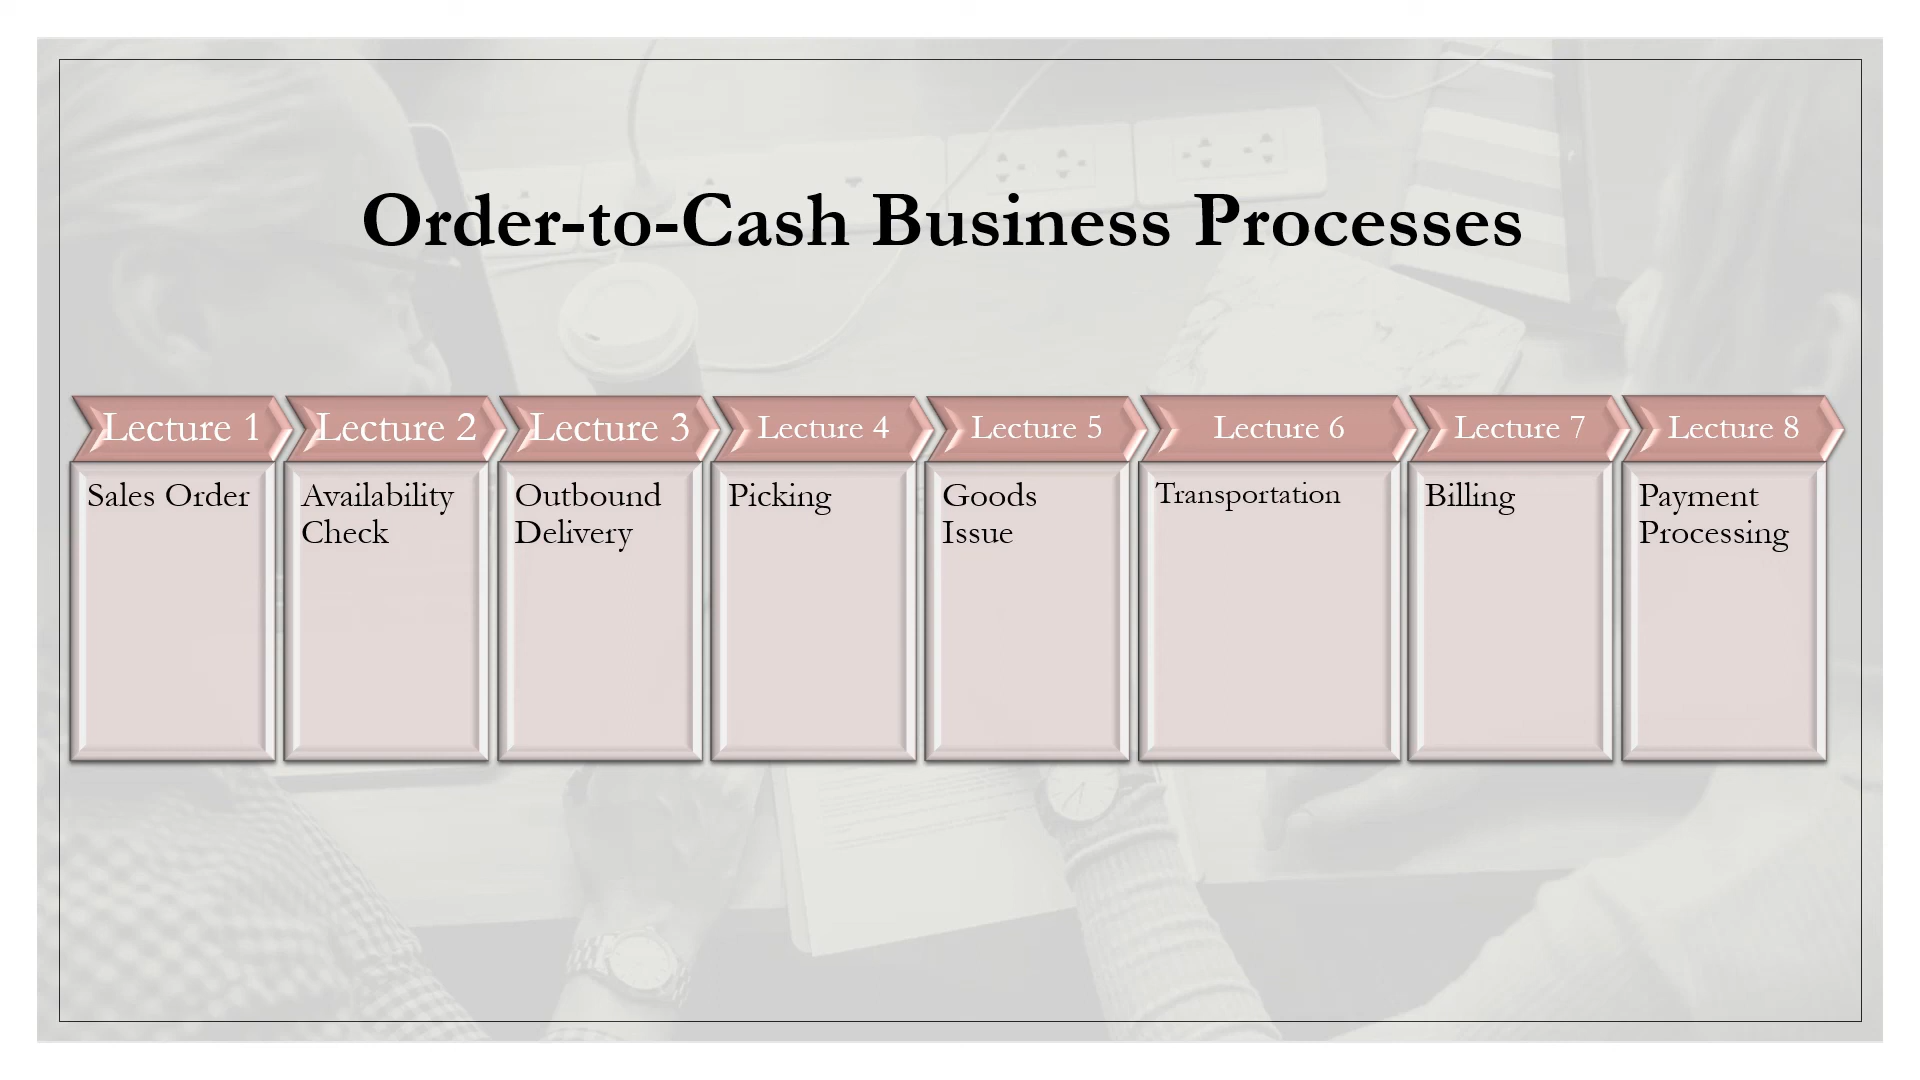 Order-to-Cash Business Processes
Lecture 1
Sales Order
Lecture 2
Availability
Check
Lecture 3
Outbound
Delivery
Lecture 4
Picking
Lecture 5
Goods
Issue
Lecture 6
Transportation
Lecture 7
Billing
Lecture 8
Payment
Processing